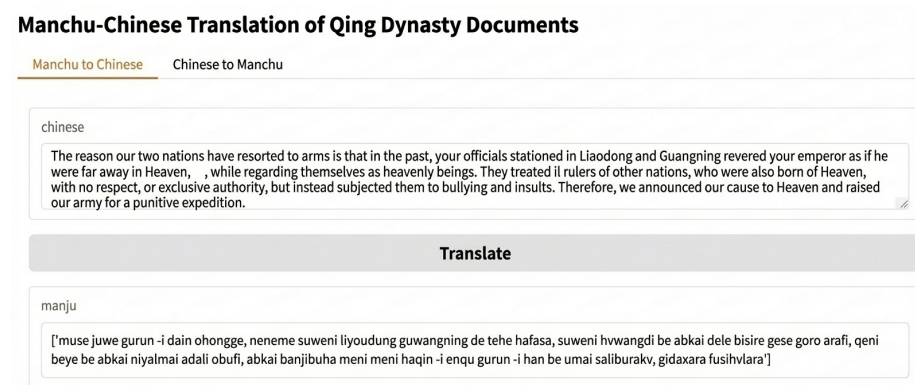 Manchu-Chinese Translation of Qing Dynasty Documents
Manchu to Chinese Chinese to Manchu
chinese
The reason our two nations have resorted to arms is that in the past, your officials stationed in Liaodong and Guangning revered your emperor as if he
were far away in Heaven, , while regarding themselves as heavenly beings. They treated il rulers of other nations, who were also born of Heaven,
with no respect, or exclusive authority, but instead subjected them to bullying and insults. Therefore, we announced our cause to Heaven and raised
our army for a punitive expedition.
Translate
manju
['muse juwe gurun -i dain ohongge, neneme suweni liyoudung guwangning de tehe hafasa, suweni hvwangdi be abkai dele bisire gese goro arafi, qeni
beye be abkai niyalmai adali obufi, abkai banjibuha meni meni haqin -i enqu gurun -i han be umai saliburakv, gidaxara fusihvlara']